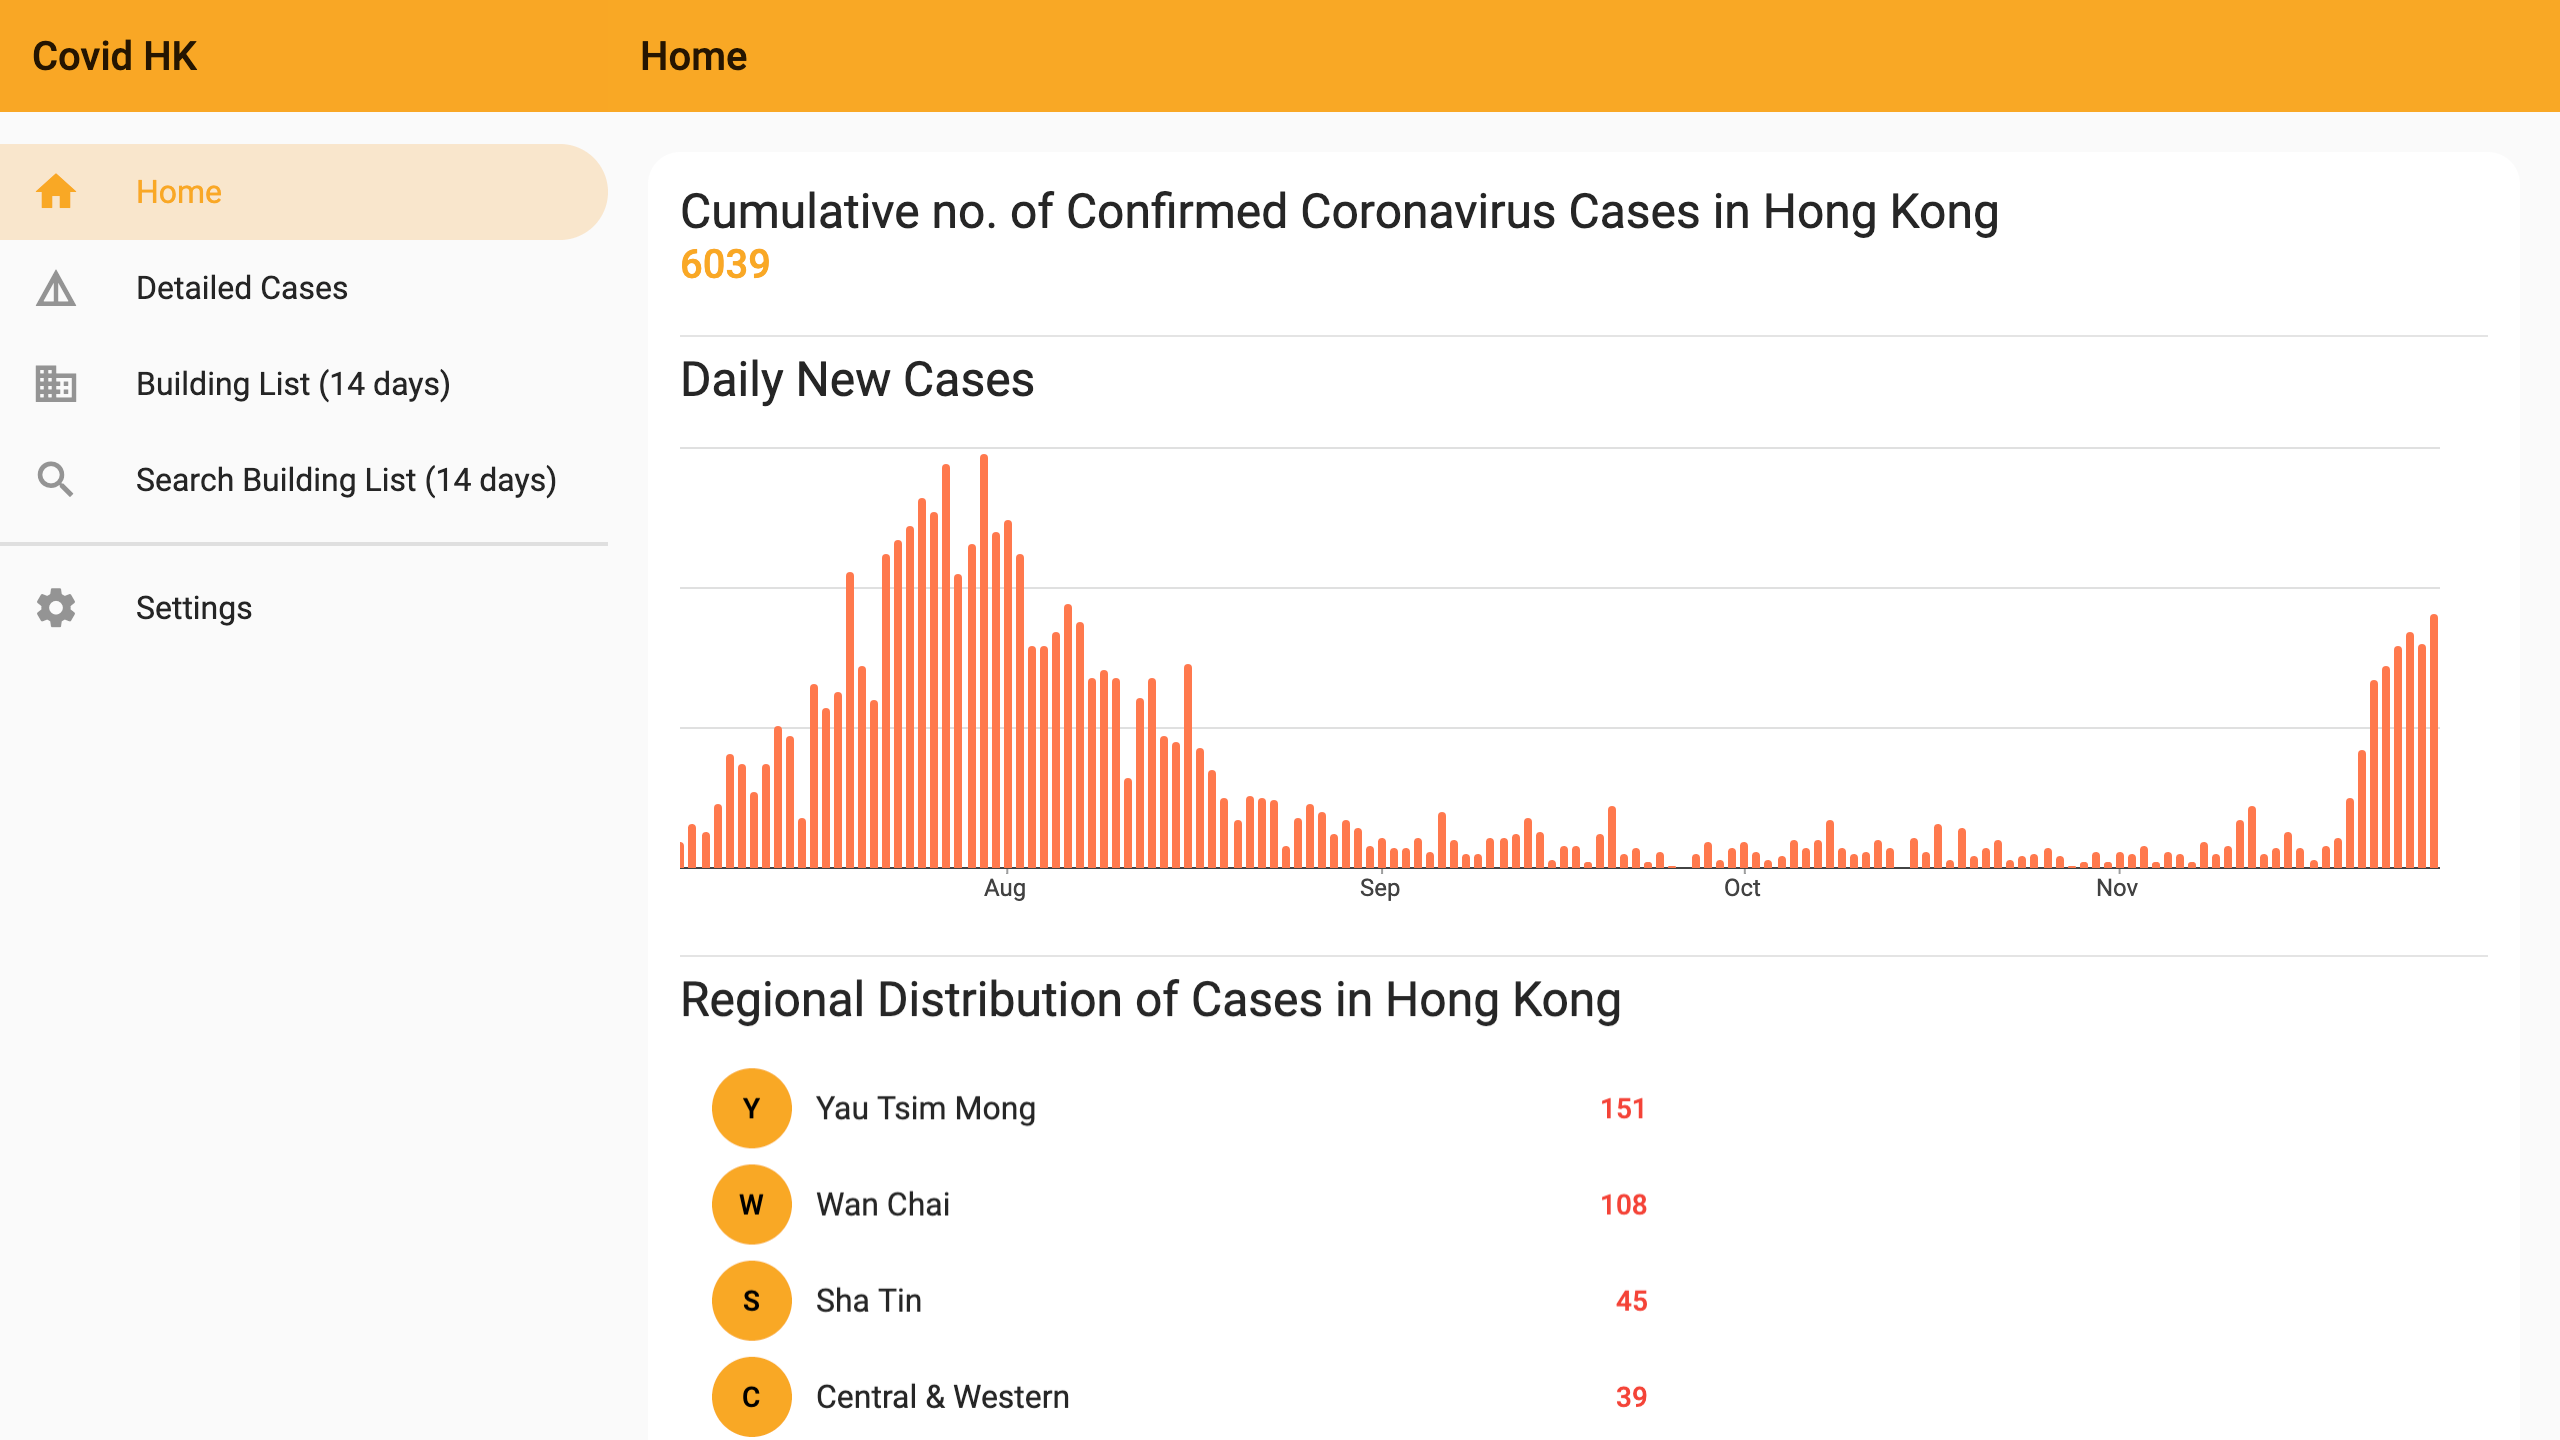 Covid HK
Home
Home
Detailed Cases
Building List (14 days)
Search Building List (14 days)
Settings
Cumulative no. of Confirmed Coronavirus Cases in Hong Kong
6039
Daily New Cases
Aug Sep Oct Nov
Regional Distribution of Cases in Hong Kong
Y Yau Tsim Mong 151
W Wan Chai 108
S Sha Tin 45
C Central & Western 39